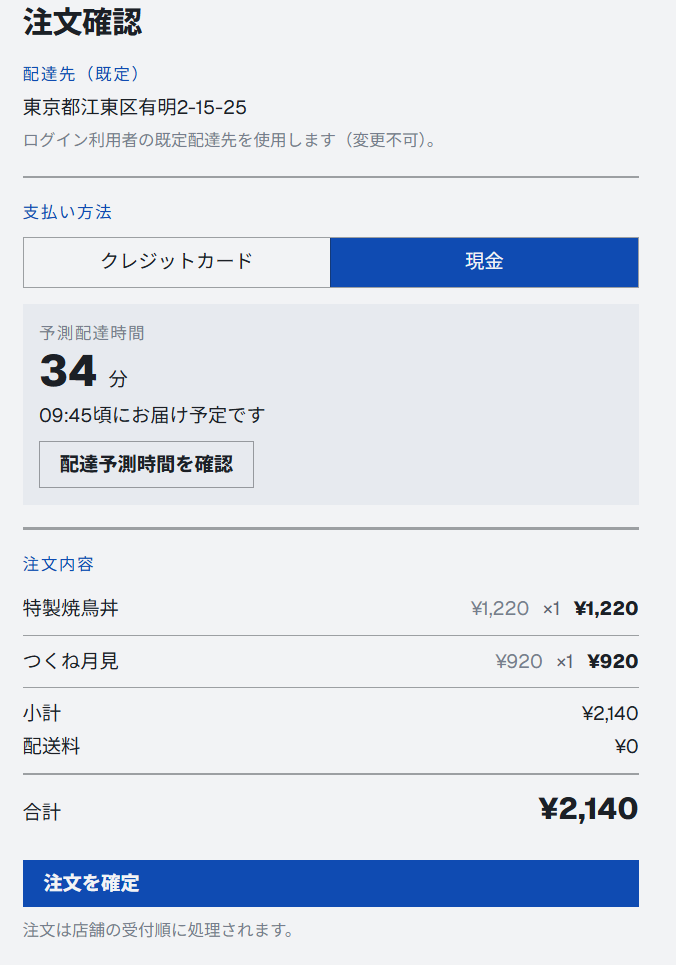 注文確認
配達先（既定）
東京都江東区有明2-15-25
ログイン利用者の既定配達先を使用します（変更不可）。
支払い方法
クレジットカード 現金
予測配達時間
34 分
09:45頃にお届け予定です
配達予測時間を確認
注文内容
特製焼鳥丼 ¥1,220 ×1 ¥1,220
つくね月見 ¥920 ×1 ¥920
小計 ¥2,140
配送料 ¥0
合計 ¥2,140
注文を確定
注文は店舗の受付順に処理されます。